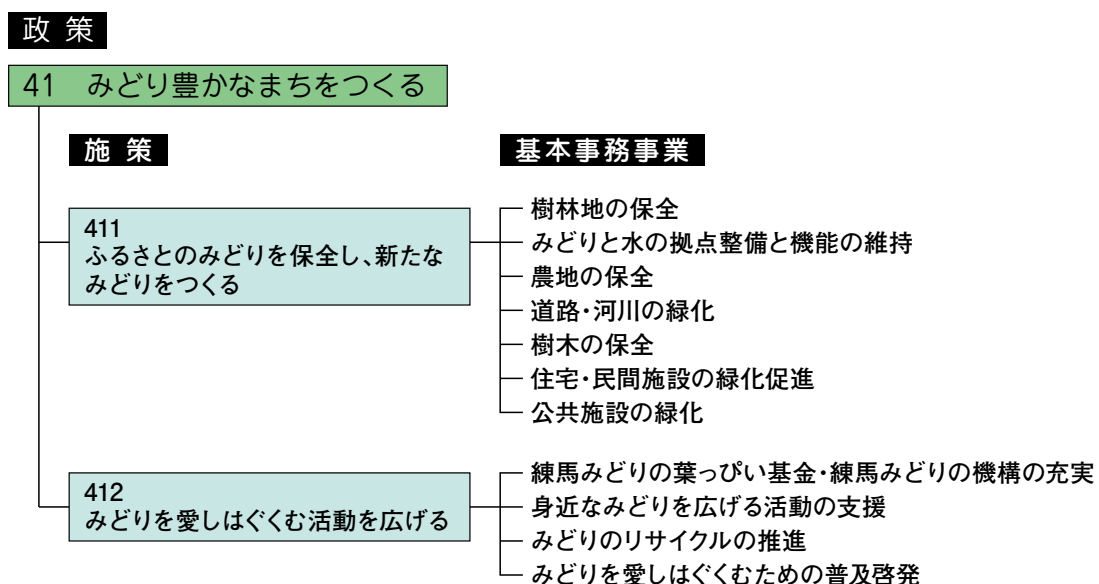 政 策
41 みどり豊かなまちをつくる
施 策
基本事務事業
411
ふるさとのみどりを保全し、新たな
みどりをつくる
樹林地の保全
みどりと水の拠点整備と機能の維持
農地の保全
道路・河川の緑化
樹木の保全
住宅・民間施設の緑化促進
公共施設の緑化
412
みどりを愛しはぐくむ活動を広げる
練馬みどりの葉っぴい基金・練馬みどりの機構の充実
身近なみどりを広げる活動の支援
みどりのリサイクルの推進
みどりを愛しはぐくむための普及啓発